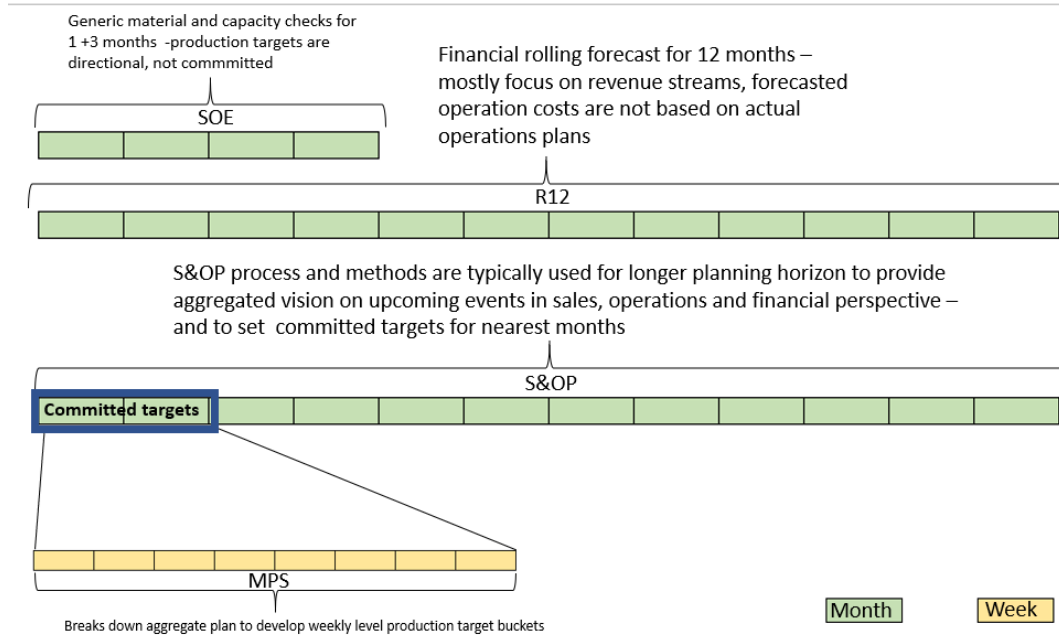 Generic material and capacity checks for
1 +3 months  -production targets are
directional, not commmitted
SOE
Financial rolling forecast for 12 months –
mostly focus on revenue streams, forecasted
operation costs are not based on actual
operations plans
R12
S&OP process and methods are typically used for longer planning horizon to provide
aggregated vision on upcoming events in sales, operations and financial perspective –
and to set  committed targets for nearest months
S&OP
Committed targets
MPS
Breaks down aggregate plan to develop weekly level production target buckets
Month
Week